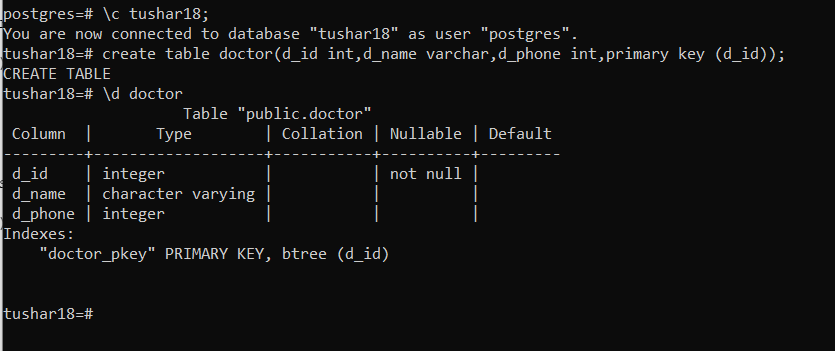 postgres=# \c tushar18;
You are now connected to database "tushar18" as user "postgres".
tushar18=# create table doctor(d_id int,d_name varchar,d_phone int,primary key (d_id));
CREATE TABLE
tushar18=# \d doctor
                    Table "public.doctor"
 Column  |       Type        | Collation | Nullable | Default
---------+-------------------+-----------+----------+---------
 d_id    | integer           |           | not null |
 d_name  | character varying |           |          |
 d_phone | integer           |           |          |
Indexes:
    "doctor_pkey" PRIMARY KEY, btree (d_id)
tushar18=#